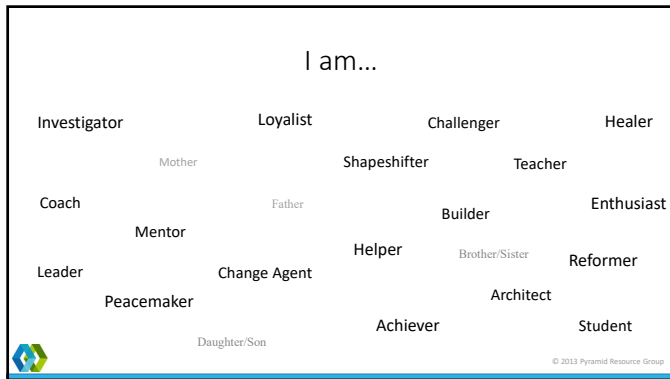 I am...
Investigator Loyalist Challenger Healer
Mother Shapeshifter Teacher
Coach Father Builder Enthusiast
Mentor
Helper Brother/Sister Reformer
Leader Change Agent
Peacemaker Architect
Achiever Student
Daughter/Son
© 2013 Pyramid Resource Group